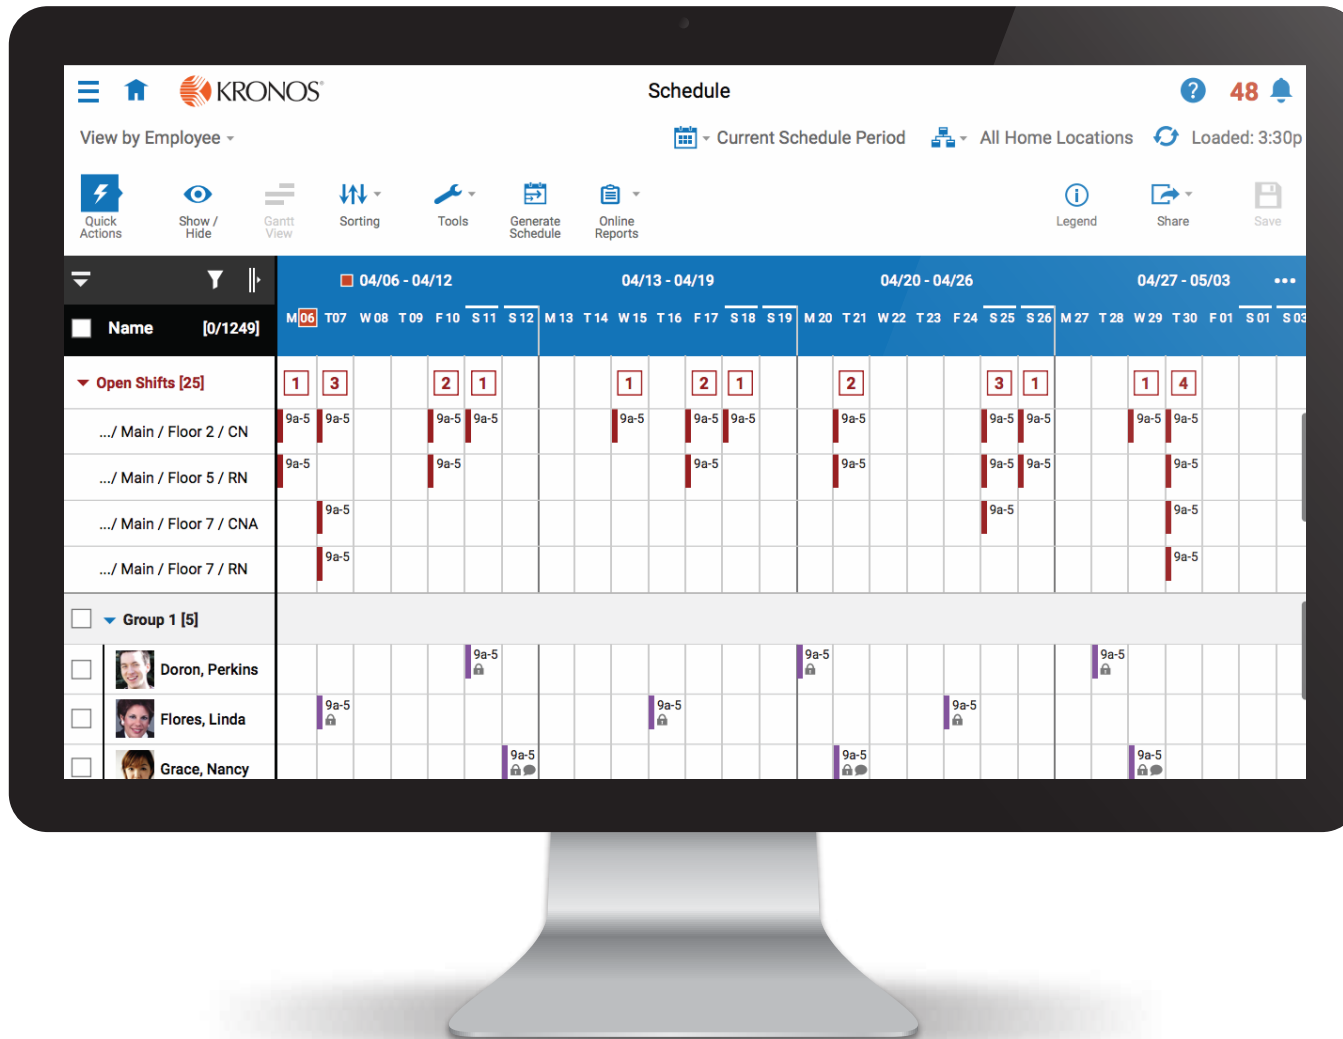 KRONOS®
Schedule
48
View by Employee
Current Schedule Period
All Home Locations
Loaded: 3:30p
Quick Actions
Show / Hide
Gantt View
Sorting
Tools
Generate Schedule
Online Reports
Legend
Share
Save
04/06 - 04/12
04/13 - 04/19
04/20 - 04/26
04/27 - 05/03
Name [0/1249]
M 06 T 07 W 08 T 09 F 10 S 11 S 12 M 13 T 14 W 15 T 16 F 17 S 18 S 19 M 20 T 21 W 22 T 23 F 24 S 25 S 26 M 27 T 28 W 29 T 30 F 01 S 01 S 03
Open Shifts [25] 1 3 2 1 1 2 1 2 3 1 1 4
.../ Main / Floor 2 / CN 9a-5 9a-5 9a-5 9a-5 9a-5 9a-5 9a-5 9a-5 9a-5 9a-5 9a-5 9a-5
.../ Main / Floor 5 / RN 9a-5 9a-5 9a-5 9a-5 9a-5 9a-5 9a-5
.../ Main / Floor 7 / CNA 9a-5 9a-5 9a-5
.../ Main / Floor 7 / RN 9a-5 9a-5
Group 1 [5]
Doron, Perkins 9a-5 9a-5 9a-5
Flores, Linda 9a-5 9a-5 9a-5
Grace, Nancy 9a-5 9a-5 9a-5